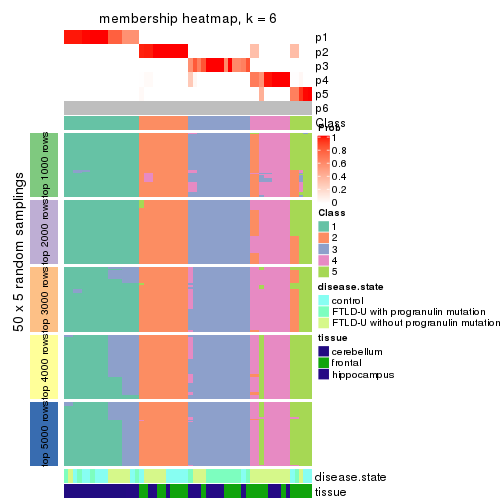 membership heatmap, k = 6
p1
p2
p3
p4
p5
p6
Class
Prob
1
0.8
0.6
0.4
0.2
0
Class
1
2
3
4
5
disease.state
control
FTLD-U with progranulin mutation
FTLD-U without progranulin mutation
tissue
cerebellum
frontal
hippocampus
50 x 5 random samplings
top 1000 rows
top 2000 rows
top 3000 rows
top 4000 rows
top 5000 rows
disease.state
tissue